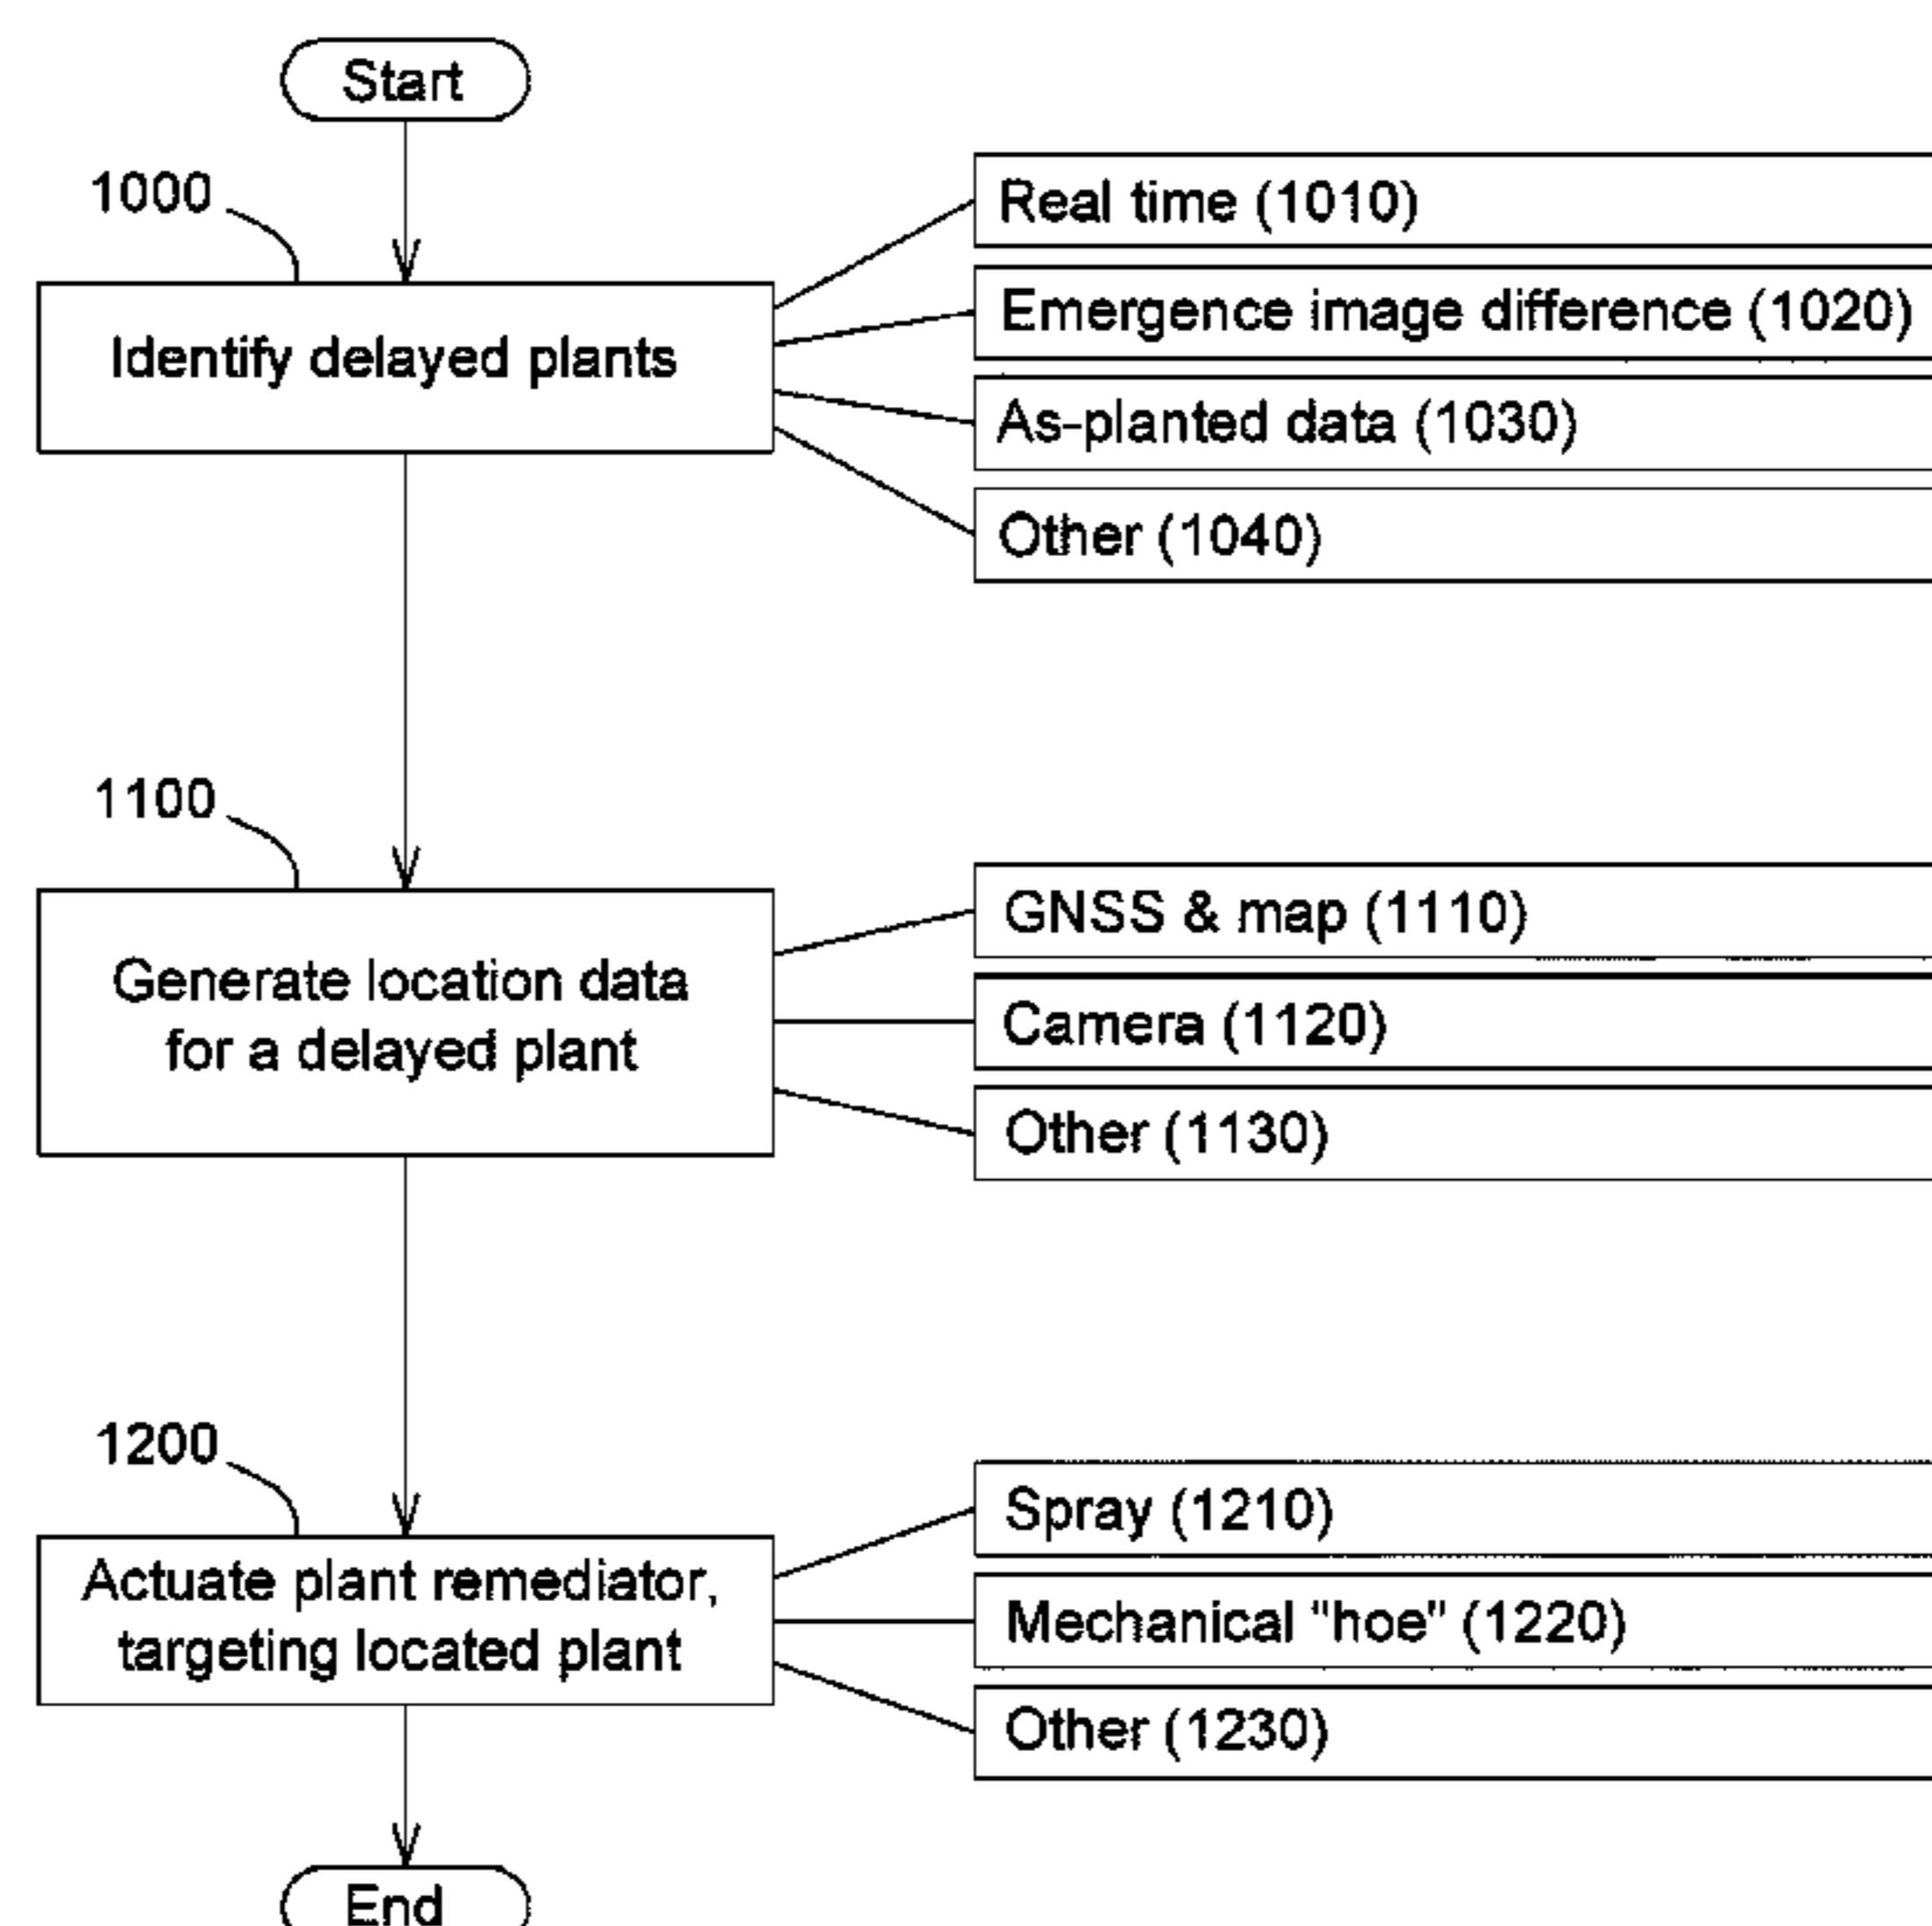 Start
1000
Identify delayed plants
Real time (1010)
Emergence image difference (1020)
As-planted data (1030)
Other (1040)
1100
Generate location data
for a delayed plant
GNSS & map (1110)
Camera (1120)
Other (1130)
1200
Actuate plant remediator,
targeting located plant
Spray (1210)
Mechanical "hoe" (1220)
Other (1230)
End